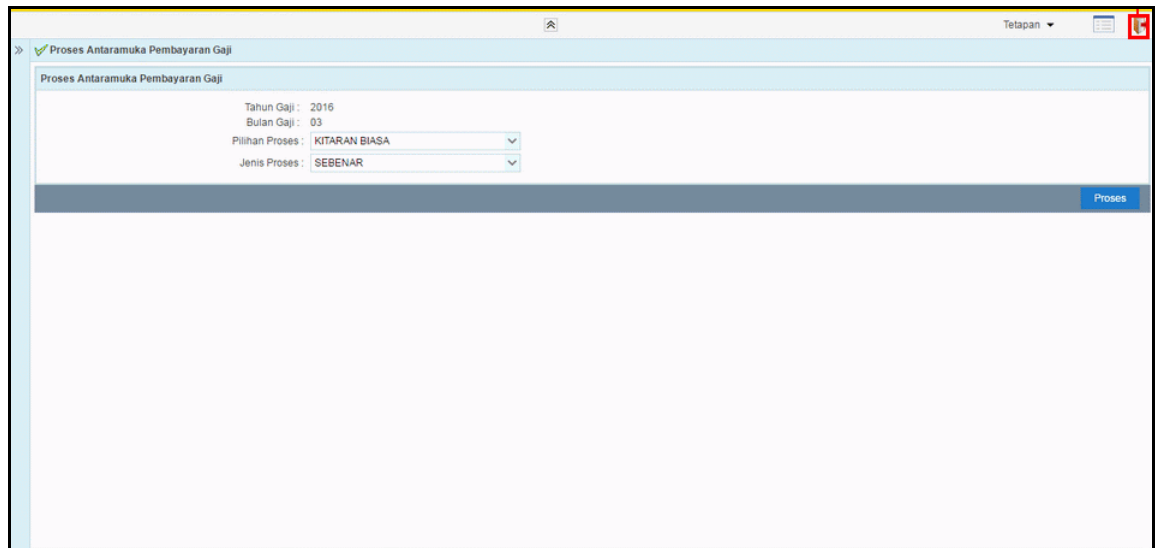 Tetapan
Proses Antaramuka Pembayaran Gaji
Proses Antaramuka Pembayaran Gaji
Tahun Gaji : 2016
Bulan Gaji : 03
Pilihan Proses : KITARAN BIASA
Jenis Proses : SEBENAR
Proses